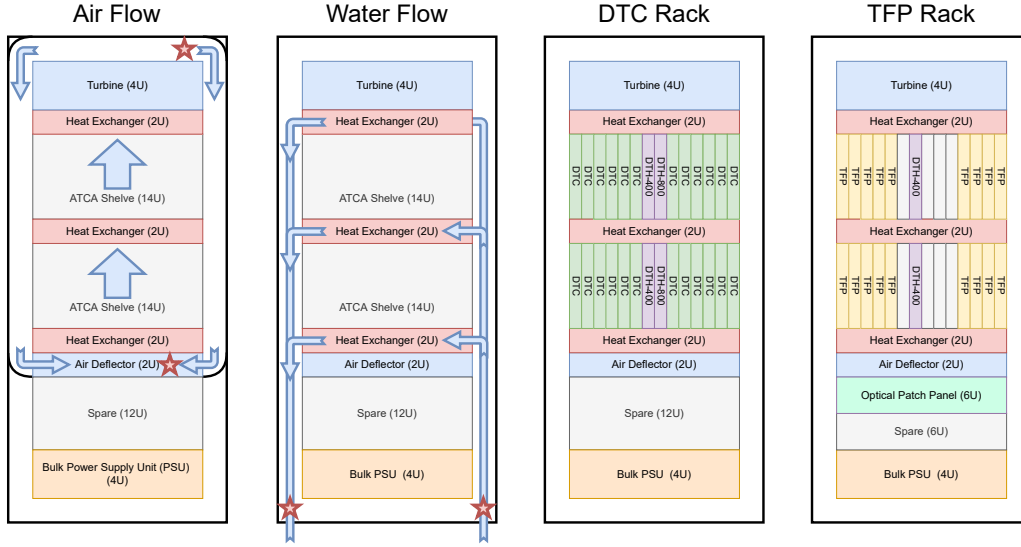 Air Flow
Turbine (4U)
Heat Exchanger (2U)
ATCA Shelve (14U)
Heat Exchanger (2U)
ATCA Shelve (14U)
Heat Exchanger (2U)
Air Deflector (2U)
Spare (12U)
Bulk Power Supply Unit (PSU)
(4U)
Water Flow
Turbine (4U)
Heat Exchanger (2U)
ATCA Shelve (14U)
Heat Exchanger (2U)
ATCA Shelve (14U)
Heat Exchanger (2U)
Air Deflector (2U)
Spare (12U)
Bulk PSU (4U)
DTC Rack
Turbine (4U)
Heat Exchanger (2U)
DTC
DTC
DTC
DTC
DTC
DTC
DTH-400
DTH-800
DTC
DTC
DTC
DTC
DTC
DTC
Heat Exchanger (2U)
DTC
DTC
DTC
DTC
DTC
DTC
DTH-400
DTH-800
DTC
DTC
DTC
DTC
DTC
DTC
Heat Exchanger (2U)
Air Deflector (2U)
Spare (12U)
Bulk PSU (4U)
TFP Rack
Turbine (4U)
Heat Exchanger (2U)
TFP
TFP
TFP
TFP
TFP
DTH-400
TFP
TFP
TFP
TFP
Heat Exchanger (2U)
TFP
TFP
TFP
TFP
TFP
DTH-400
TFP
TFP
TFP
TFP
Heat Exchanger (2U)
Air Deflector (2U)
Optical Patch Panel (6U)
Spare (6U)
Bulk PSU (4U)